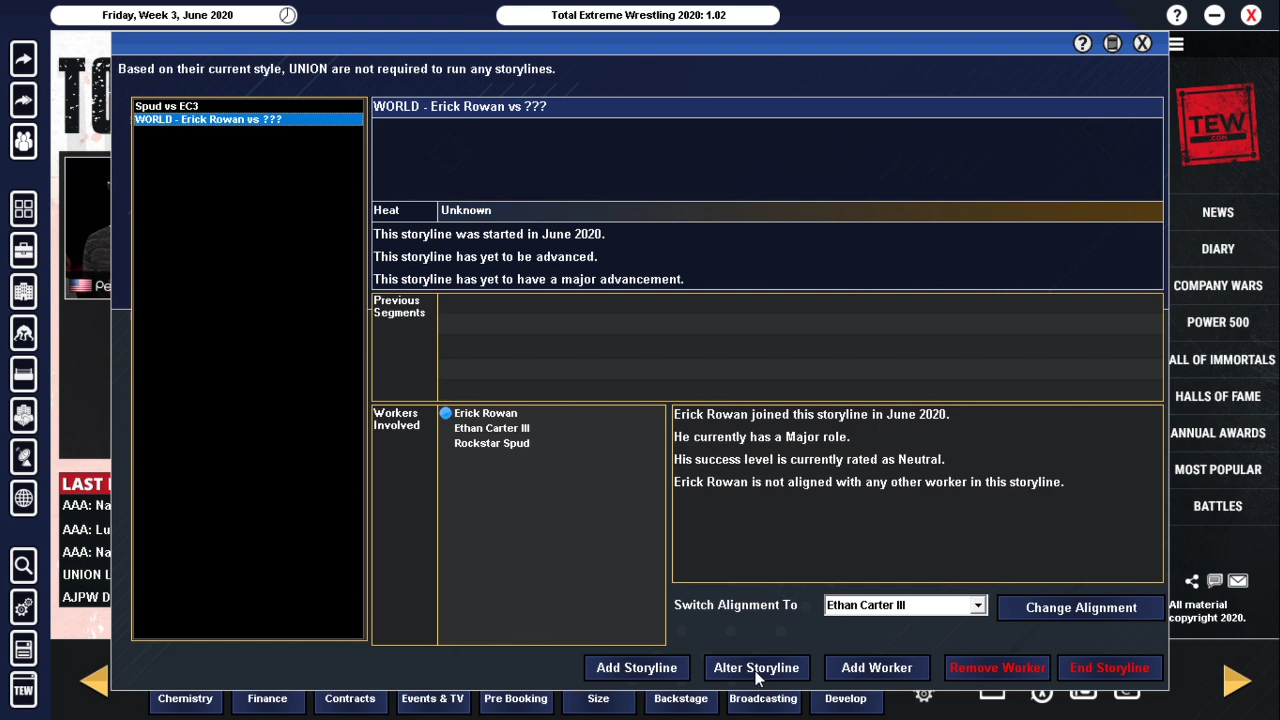 Friday, Week 3, June 2020
Total Extreme Wrestling 2020: 1.02
?
X
? X
Based on their current style, UNION are not required to run any storylines.
Spud vs EC3
WORLD - Erick Rowan vs ???
WORLD - Erick Rowan vs ???
Heat Unknown
This storyline was started in June 2020.
This storyline has yet to be advanced.
This storyline has yet to have a major advancement.
Previous
Segments
Workers
Involved
Erick Rowan
Ethan Carter III
Rockstar Spud
Erick Rowan joined this storyline in June 2020.
He currently has a Major role.
His success level is currently rated as Neutral.
Erick Rowan is not aligned with any other worker in this storyline.
Switch Alignment To
Ethan Carter III
Change Alignment
Add Storyline
Alter Storyline
Add Worker
Remove Worker
End Storyline
TO
Pe
LAST
AAA: Na
AAA: Lu
AAA: Na
UNION L
AJPW D
TEW
.COM
NEWS
DIARY
COMPANY WARS
POWER 500
ALL OF IMMORTALS
HALLS OF FAME
ANNUAL AWARDS
MOST POPULAR
BATTLES
All material
copyright 2020.
TEW
Chemistry
Finance
Contracts
Events & TV
Pre Booking
Size
Backstage
Broadcasting
Develop